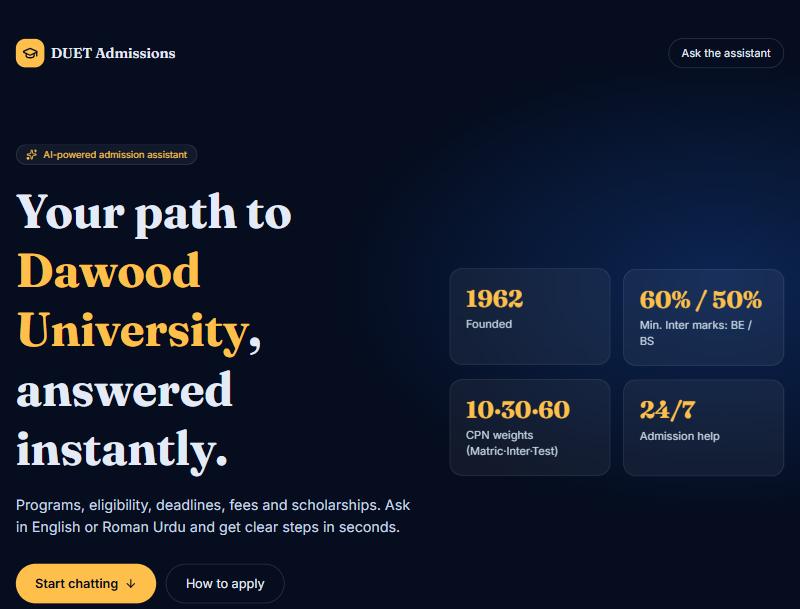 DUET Admissions
Ask the assistant
AI-powered admission assistant
Your path to
Dawood
University,
answered
instantly.
Programs, eligibility, deadlines, fees and scholarships. Ask
in English or Roman Urdu and get clear steps in seconds.
Start chatting ↓
How to apply
1962
Founded
60% / 50%
Min. Inter marks: BE /
BS
10·30·60
CPN weights
(Matric·Inter·Test)
24/7
Admission help